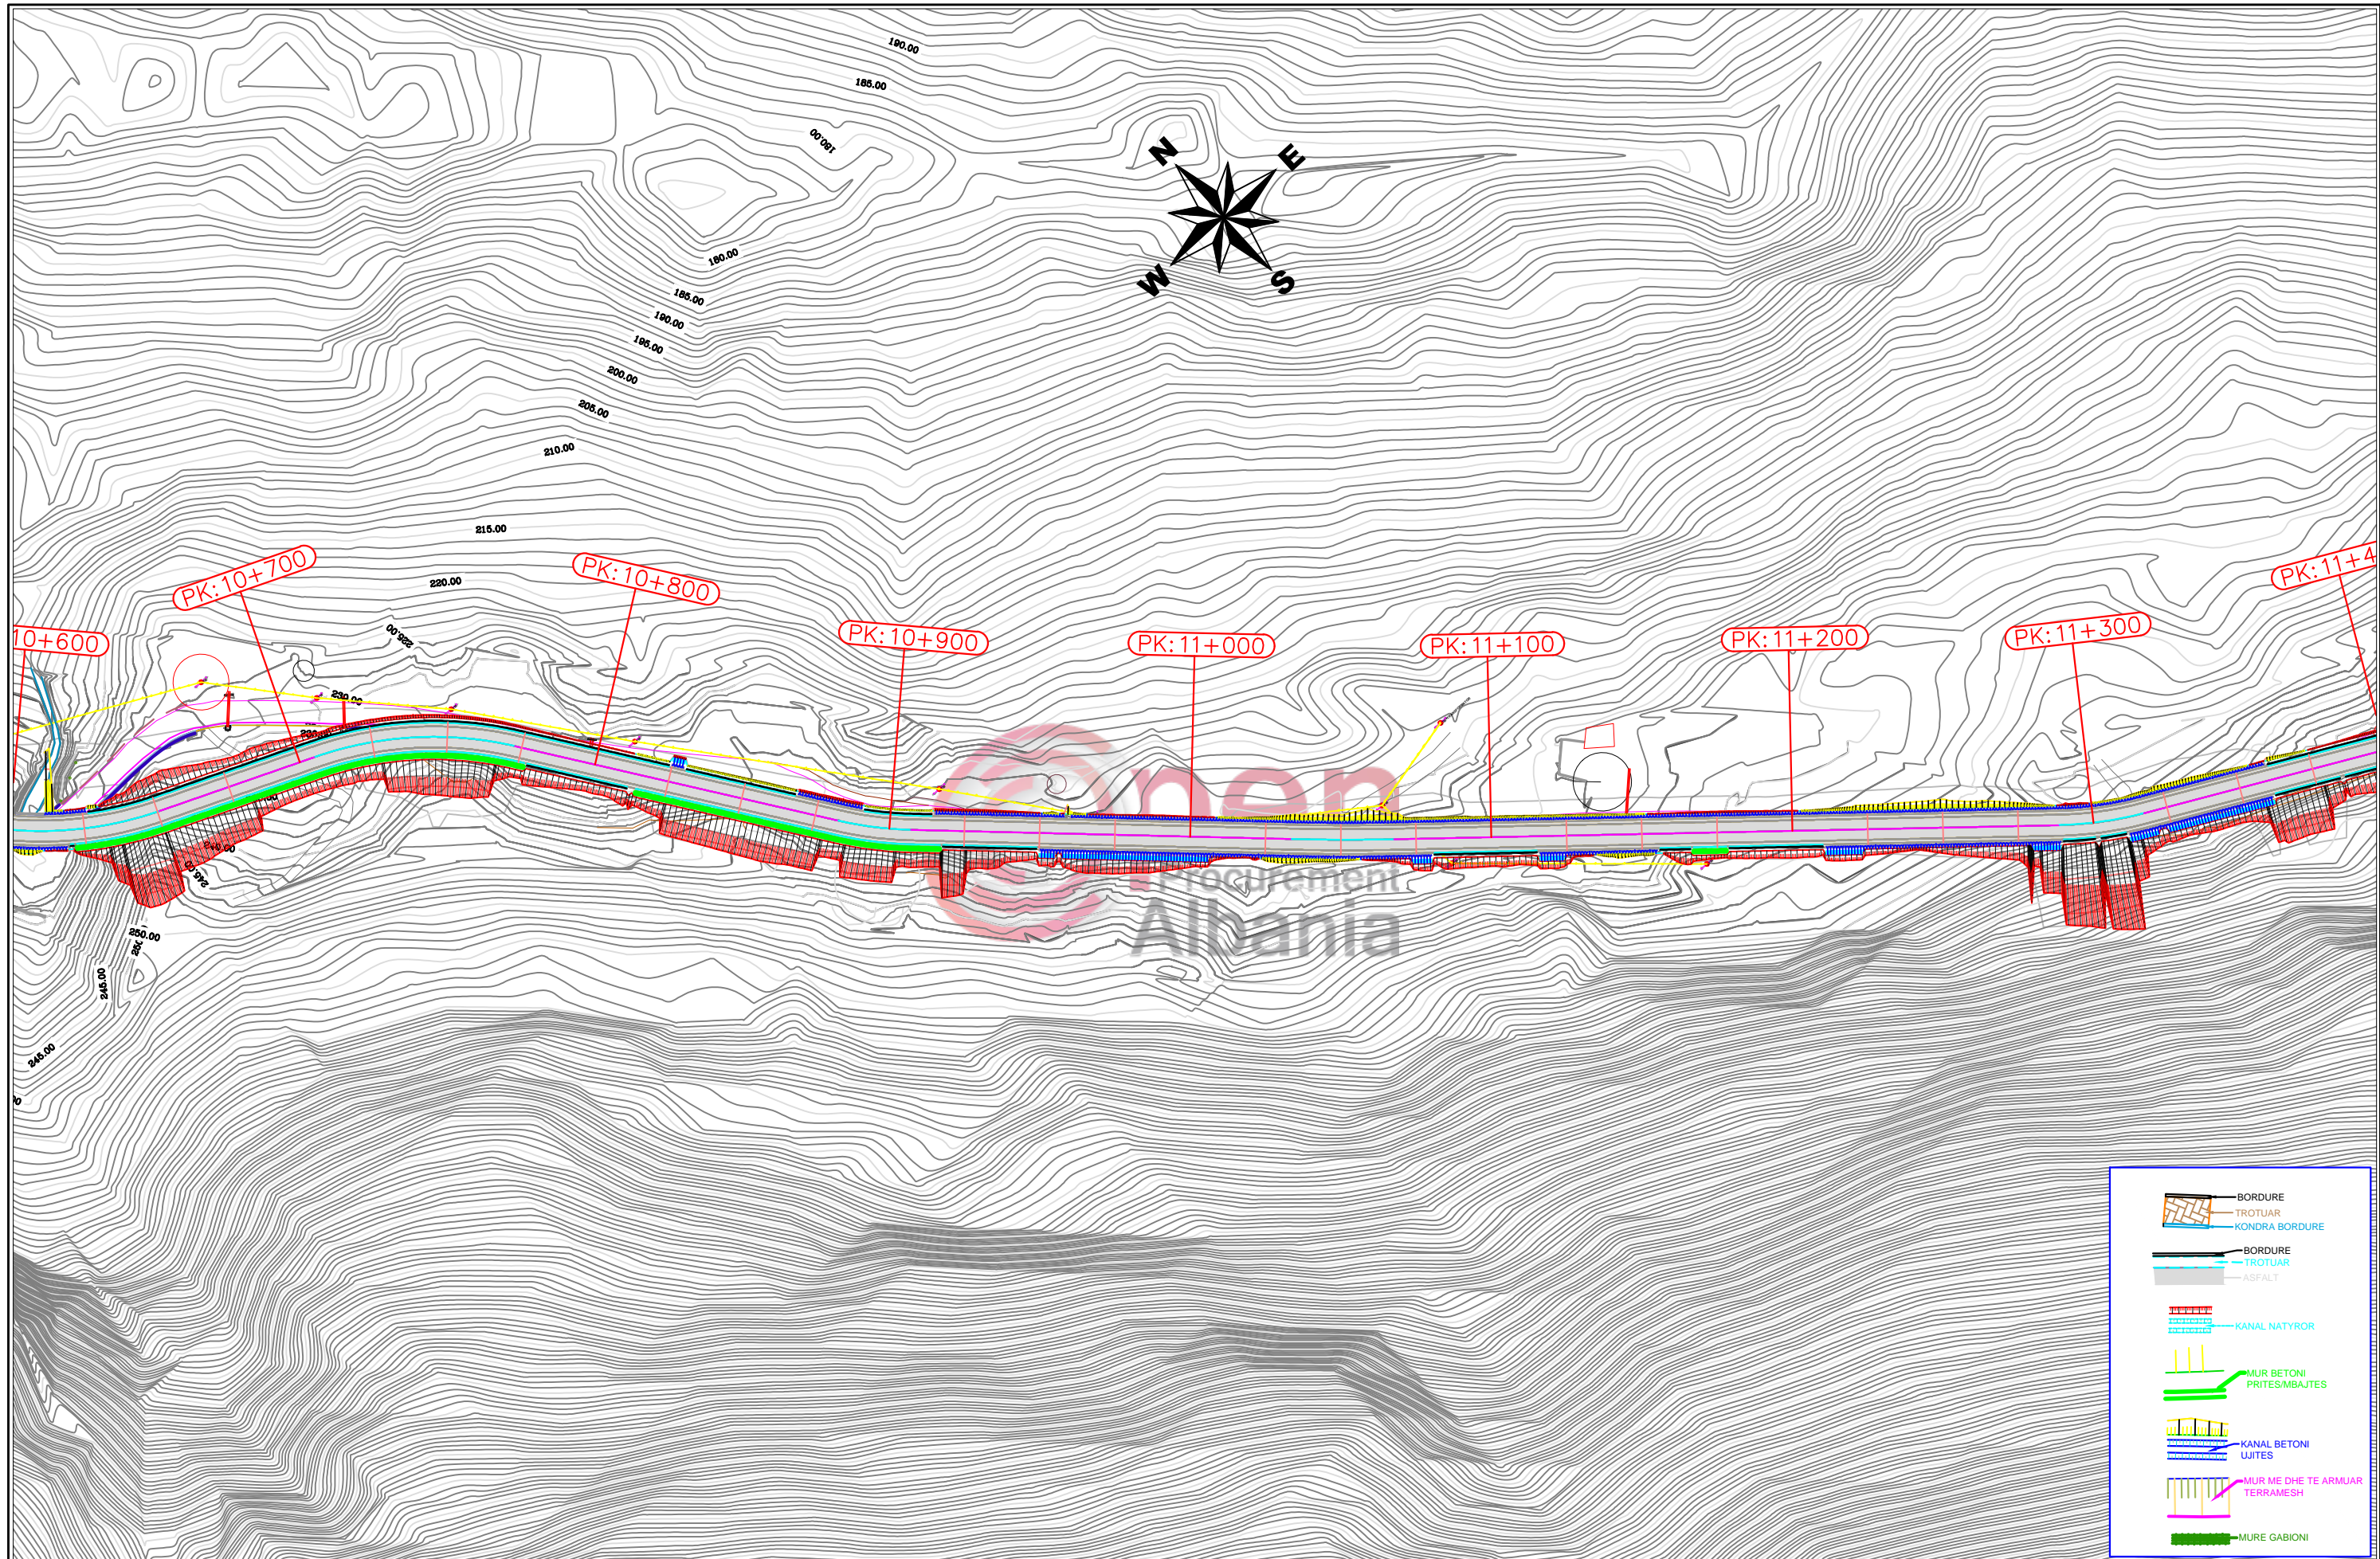 190.00
185.00
180.00
N
E
W
S
180.00
185.00
190.00
195.00
200.00
205.00
210.00
215.00
220.00
225.00
PK:10+700
PK:10+800
10+600
PK:10+900
PK:11+000
PK:11+100
PK:11+200
PK:11+300
PK:11+4
230.00
240.00
245.00
250.00
245.00
245.00
Open
Procurement
Albania
BORDURE
TROTUAR
KONDRA BORDURE
BORDURE
TROTUAR
ASFALT
KANAL NATYROR
MUR BETONI
PRITES/MBAJTES
KANAL BETONI
UJITES
MUR ME DHE TE ARMUAR
TERRAMESH
MURE GABIONI